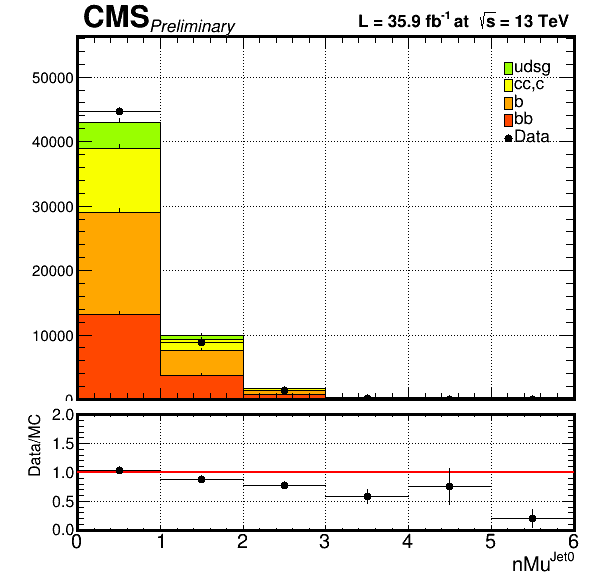 CMS Preliminary L = 35.9 fb⁻¹ at √s = 13 TeV
50000
40000
30000
20000
10000
0
udsg
cc,c
b
bb
Data
Data/MC
2.0
1.5
1.0
0.5
0.0
0 1 2 3 4 5 6
nMu^Jet0